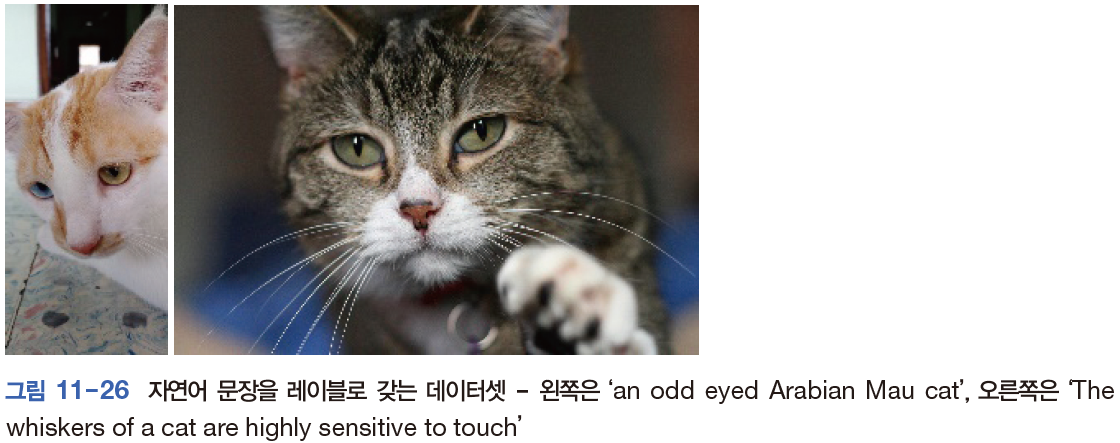 그림 11-26 자연어 문장을 레이블로 갖는 데이터셋 - 왼쪽은 ‘an odd eyed Arabian Mau cat’, 오른쪽은 ‘The
whiskers of a cat are highly sensitive to touch’